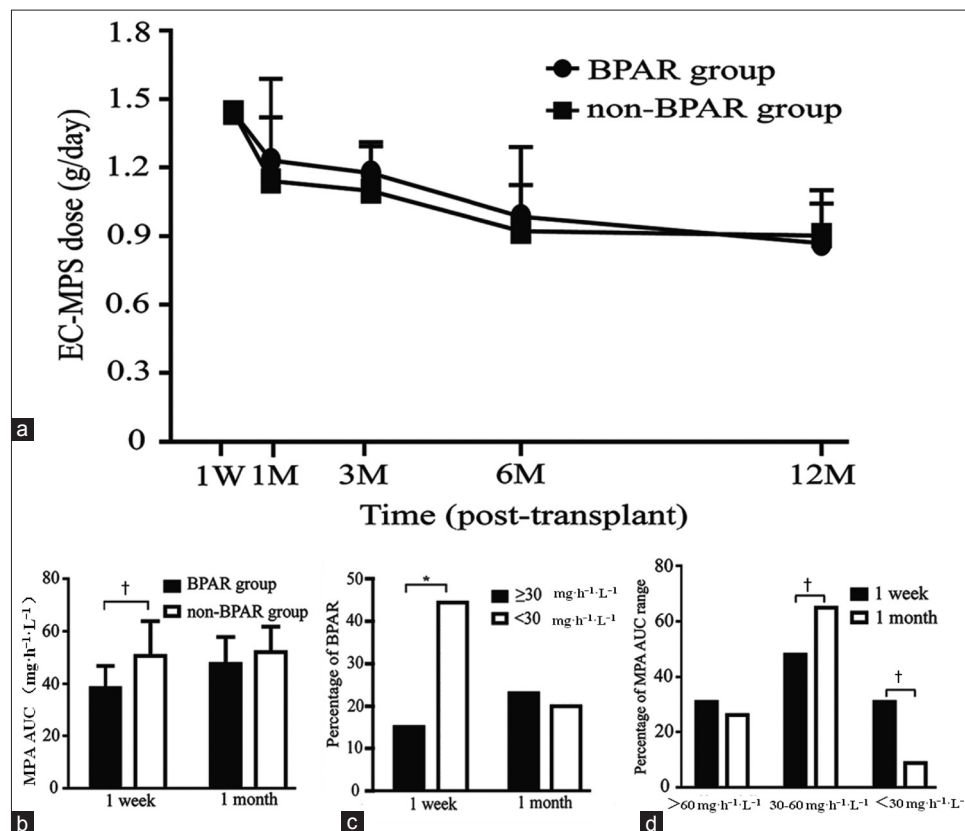 1.8
1.5
1.2
0.9
0.6
0.3
0
EC-MPS dose (g/day)
BPAR group
non-BPAR group
1W 1M 3M 6M 12M
Time (post-transplant)
a
80
60
40
20
0
MPA AUC (mg·h⁻¹·L⁻¹)
†
BPAR group
non-BPAR group
1 week 1 month
b
50
40
30
20
10
0
Percentage of BPAR
*
≥30 mg·h⁻¹·L⁻¹
<30 mg·h⁻¹·L⁻¹
1 week 1 month
c
80
60
40
20
0
Percentage of MPA AUC range
†
†
1 week
1 month
>60 mg·h⁻¹·L⁻¹ 30-60 mg·h⁻¹·L⁻¹ <30 mg·h⁻¹·L⁻¹
d